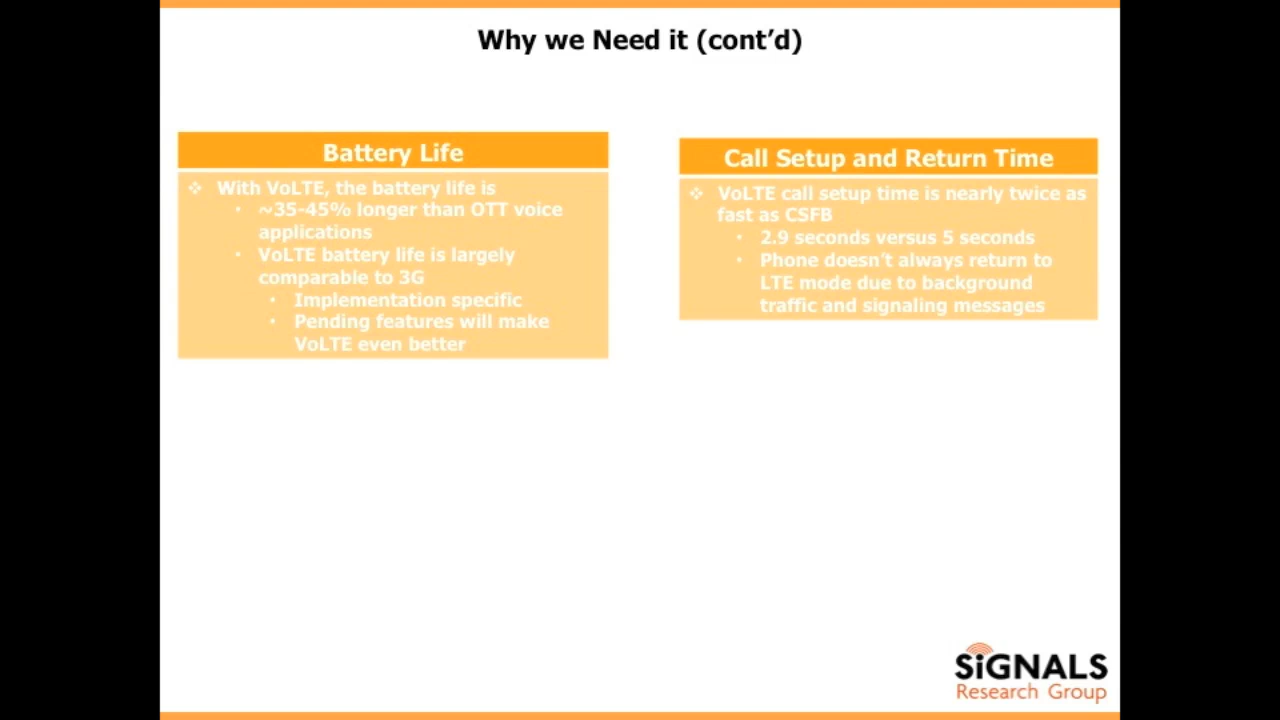 Why we Need it (cont’d)
Battery Life
❖ With VoLTE, the battery life is
• ~35-45% longer than OTT voice
applications
• VoLTE battery life is largely
comparable to 3G
• Implementation specific
• Pending features will make
VoLTE even better
Call Setup and Return Time
❖ VoLTE call setup time is nearly twice as
fast as CSFB
• 2.9 seconds versus 5 seconds
• Phone doesn’t always return to
LTE mode due to background
traffic and signaling messages
SiGNALS
Research Group